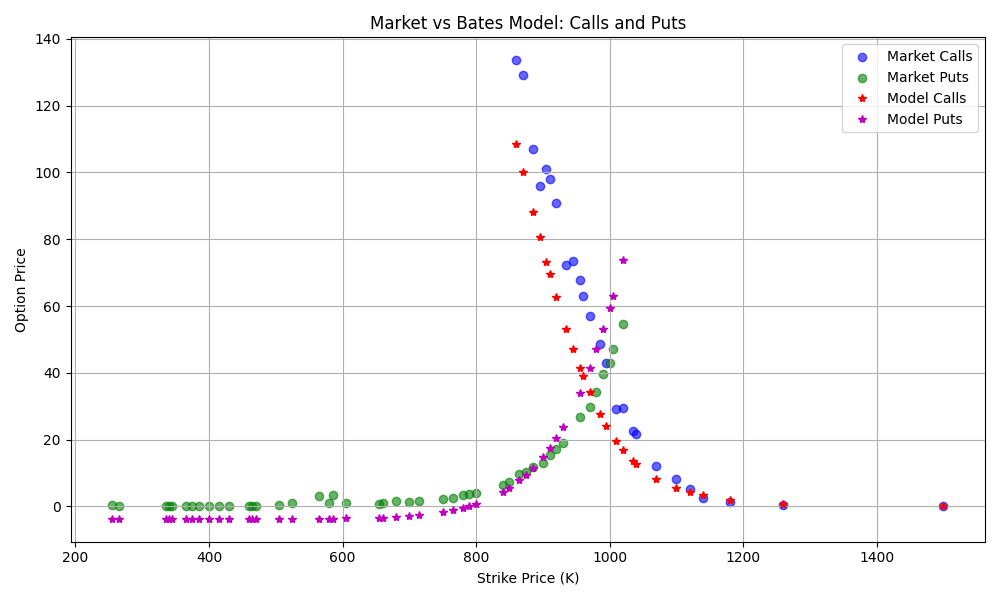 Market vs Bates Model: Calls and Puts
140
120
100
80
60
40
20
0
Option Price
200
400
600
800
1000
1200
1400
Strike Price (K)
Market Calls
Market Puts
Model Calls
Model Puts